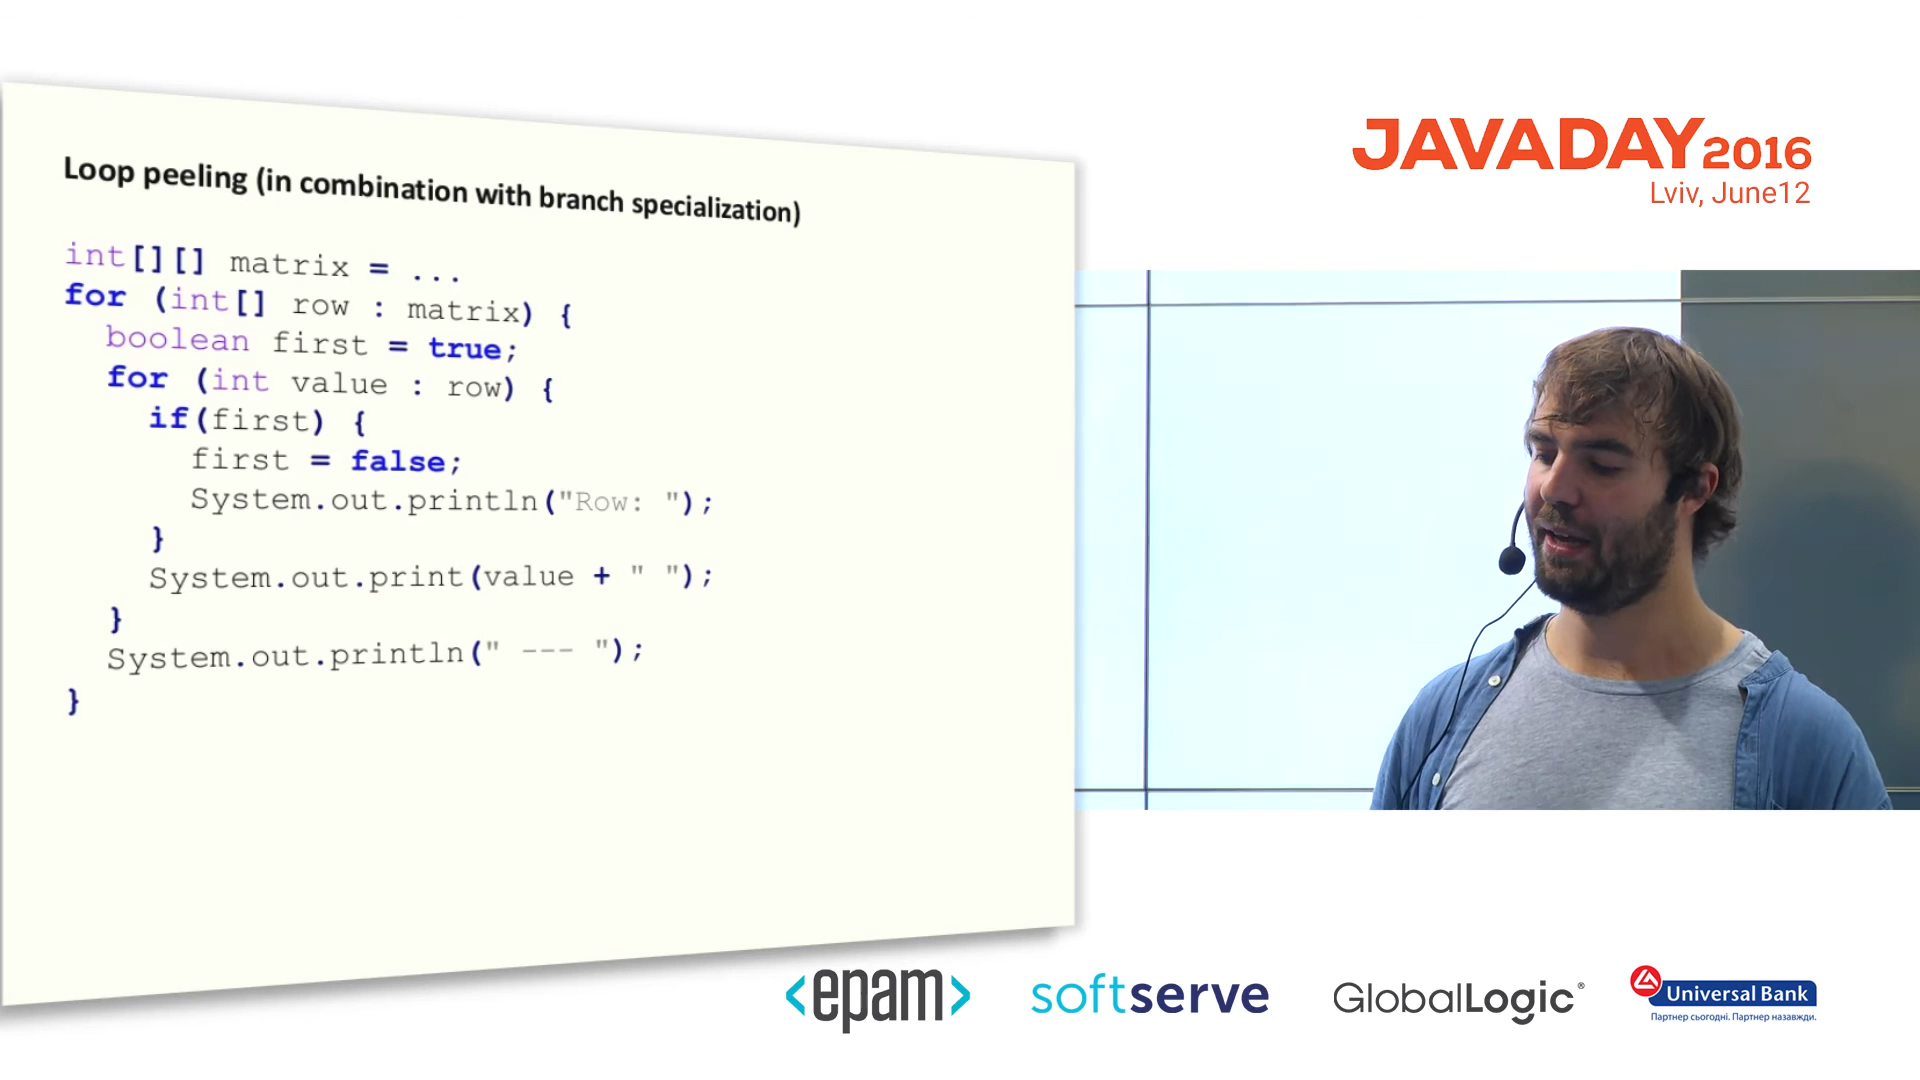 Loop peeling (in combination with branch specialization)
int[][] matrix = ...
for (int[] row : matrix) {
boolean first = true;
for (int value : row) {
if(first) {
first = false;
System.out.println("Row: ");
}
System.out.print(value + " ");
}
System.out.println(" --- ");
}
JAVADAY2016
Lviv, June12
<epam>
softserve
GlobalLogic®
Universal Bank
Партнер сьогодні. Партнер назавжди.